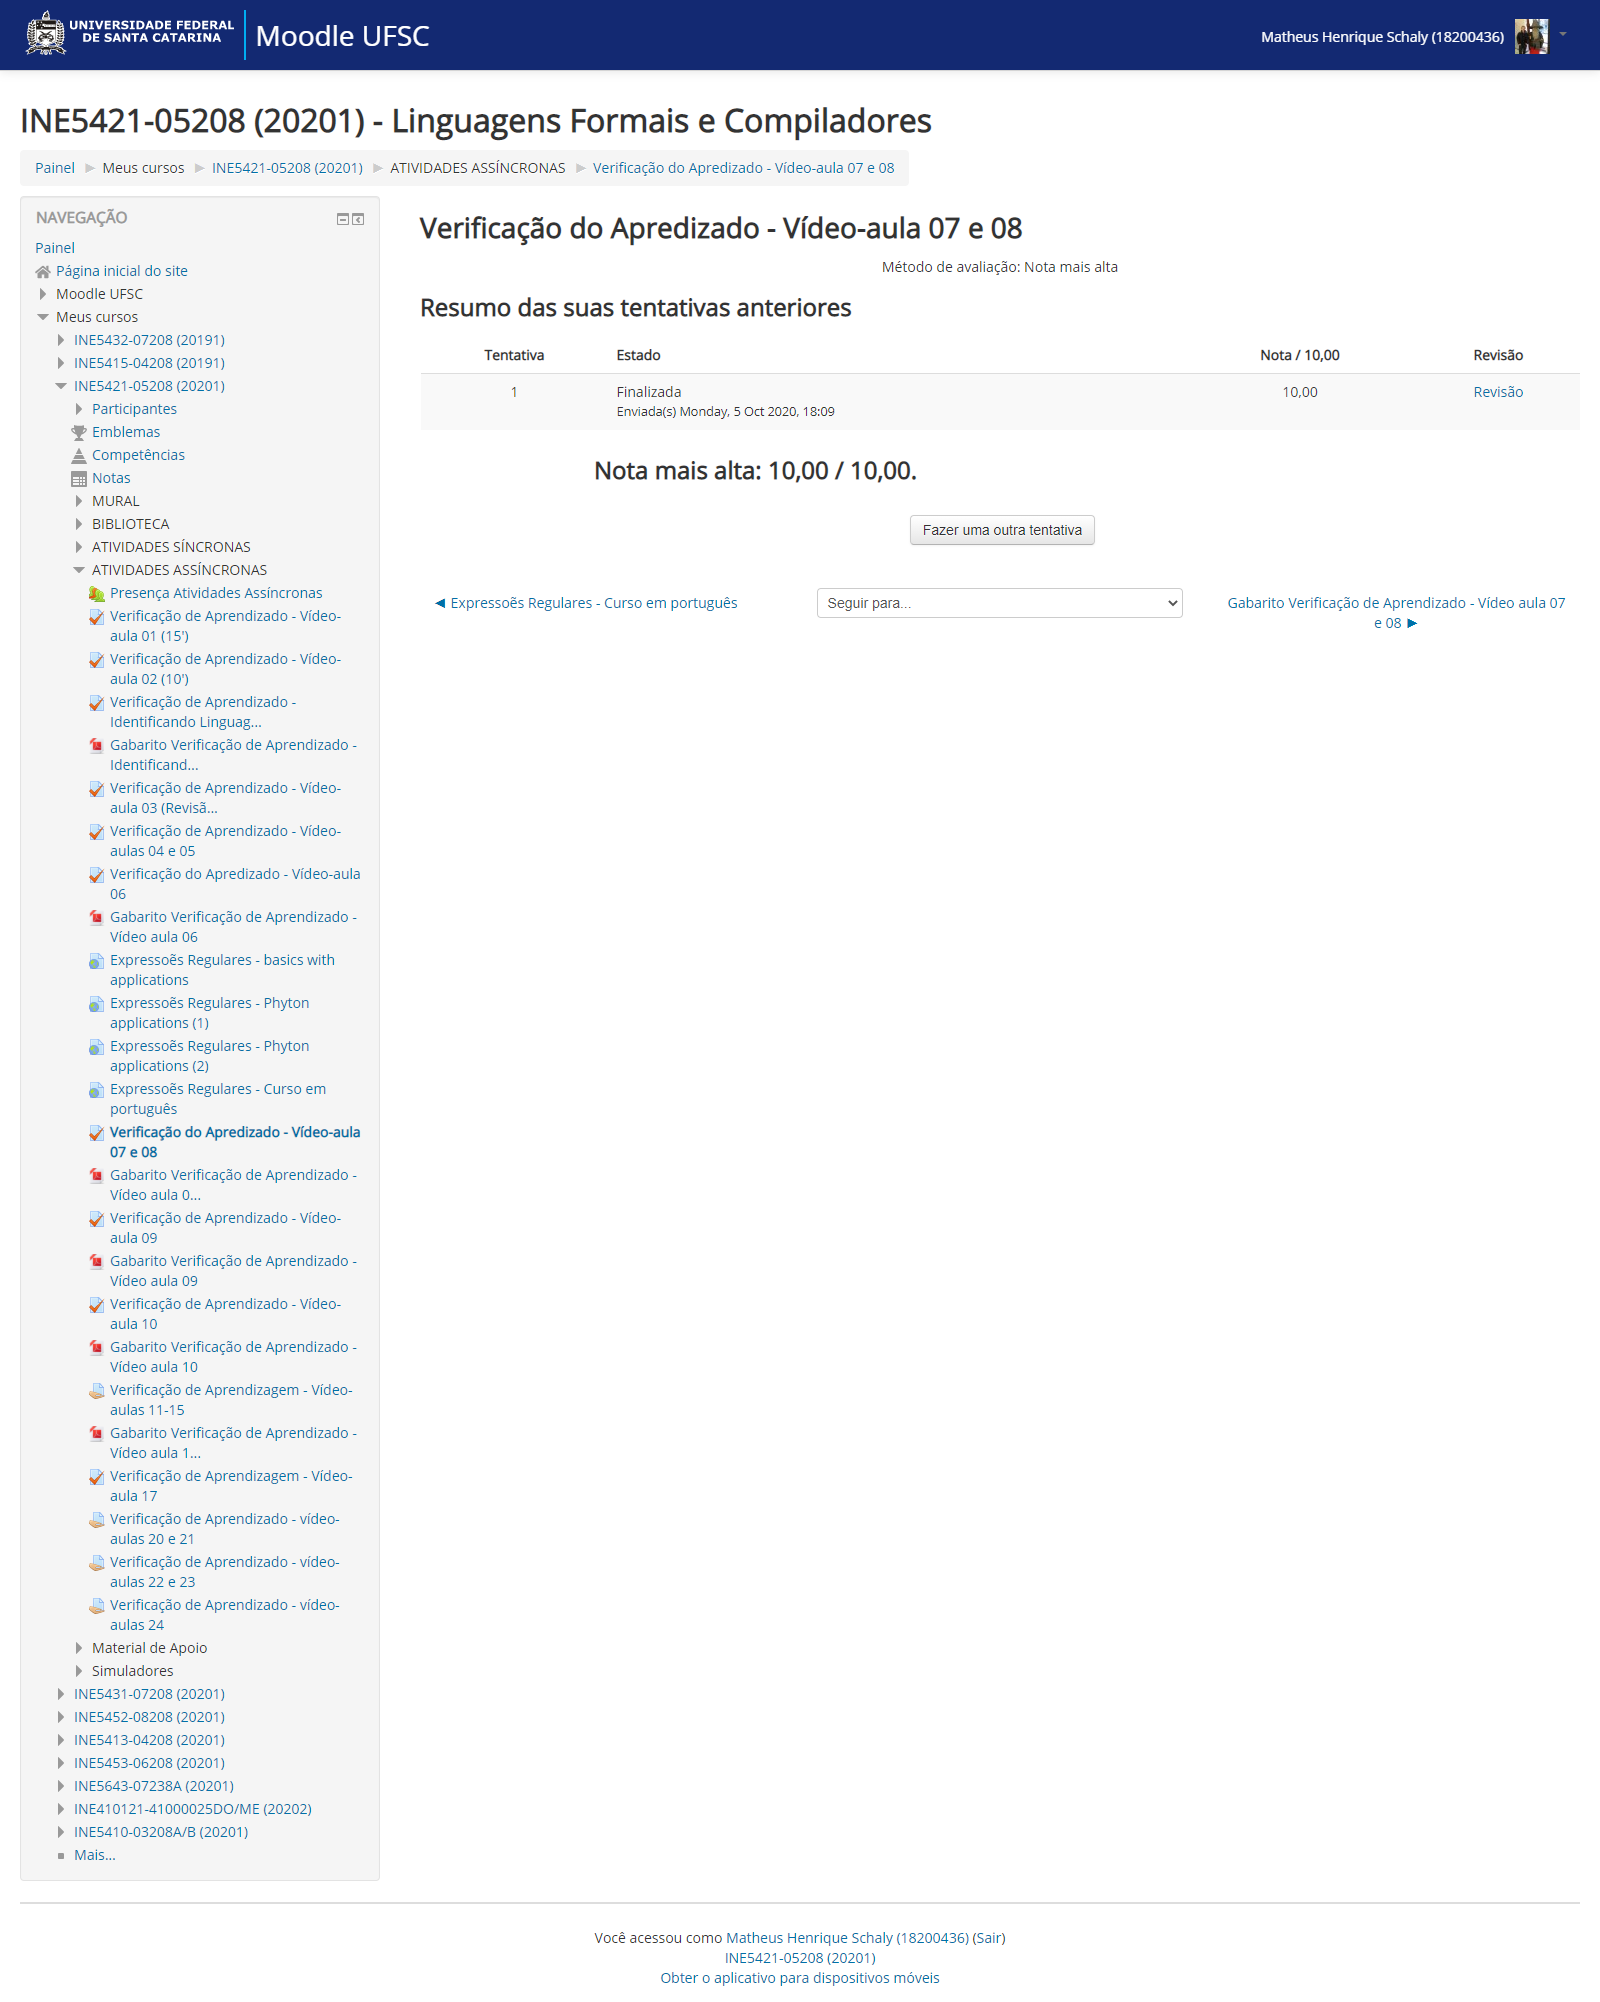 UNIVERSIDADE FEDERAL
DE SANTA CATARINA
Moodle UFSC
Matheus Henrique Schaly (18200436)
INE5421-05208 (20201) - Linguagens Formais e Compiladores
Painel ▶ Meus cursos ▶ INE5421-05208 (20201) ▶ ATIVIDADES ASSÍNCRONAS ▶ Verificação do Apredizado - Vídeo-aula 07 e 08
NAVEGAÇÃO
Painel
Página inicial do site
Moodle UFSC
Meus cursos
INE5432-07208 (20191)
INE5415-04208 (20191)
INE5421-05208 (20201)
Participantes
Emblemas
Competências
Notas
MURAL
BIBLIOTECA
ATIVIDADES SÍNCRONAS
ATIVIDADES ASSÍNCRONAS
Presença Atividades Assíncronas
Verificação de Aprendizado - Vídeo-
aula 01 (15')
Verificação de Aprendizado - Vídeo-
aula 02 (10')
Verificação de Aprendizado -
Identificando Linguag...
Gabarito Verificação de Aprendizado -
Identificand...
Verificação de Aprendizado - Vídeo-
aula 03 (Revisã...
Verificação de Aprendizado - Vídeo-
aulas 04 e 05
Verificação do Apredizado - Vídeo-aula
06
Gabarito Verificação de Aprendizado -
Vídeo aula 06
Expressoẽs Regulares - basics with
applications
Expressoẽs Regulares - Phyton
applications (1)
Expressoẽs Regulares - Phyton
applications (2)
Expressoẽs Regulares - Curso em
português
Verificação do Apredizado - Vídeo-aula
07 e 08
Gabarito Verificação de Aprendizado -
Vídeo aula 0...
Verificação de Aprendizado - Vídeo-
aula 09
Gabarito Verificação de Aprendizado -
Vídeo aula 09
Verificação de Aprendizado - Vídeo-
aula 10
Gabarito Verificação de Aprendizado -
Vídeo aula 10
Verificação de Aprendizagem - Vídeo-
aulas 11-15
Gabarito Verificação de Aprendizado -
Vídeo aula 1...
Verificação de Aprendizagem - Vídeo-
aula 17
Verificação de Aprendizado - vídeo-
aulas 20 e 21
Verificação de Aprendizado - vídeo-
aulas 22 e 23
Verificação de Aprendizado - vídeo-
aulas 24
Material de Apoio
Simuladores
INE5431-07208 (20201)
INE5452-08208 (20201)
INE5413-04208 (20201)
INE5453-06208 (20201)
INE5643-07238A (20201)
INE410121-41000025DO/ME (20202)
INE5410-03208A/B (20201)
Mais...
Verificação do Apredizado - Vídeo-aula 07 e 08
Método de avaliação: Nota mais alta
Resumo das suas tentativas anteriores
Tentativa Estado Nota / 10,00 Revisão
1 Finalizada 10,00 Revisão
Enviada(s) Monday, 5 Oct 2020, 18:09
Nota mais alta: 10,00 / 10,00.
Fazer uma outra tentativa
◀ Expressoẽs Regulares - Curso em português
Seguir para...
Gabarito Verificação de Aprendizado - Vídeo aula 07
e 08 ▶
Você acessou como Matheus Henrique Schaly (18200436) (Sair)
INE5421-05208 (20201)
Obter o aplicativo para dispositivos móveis